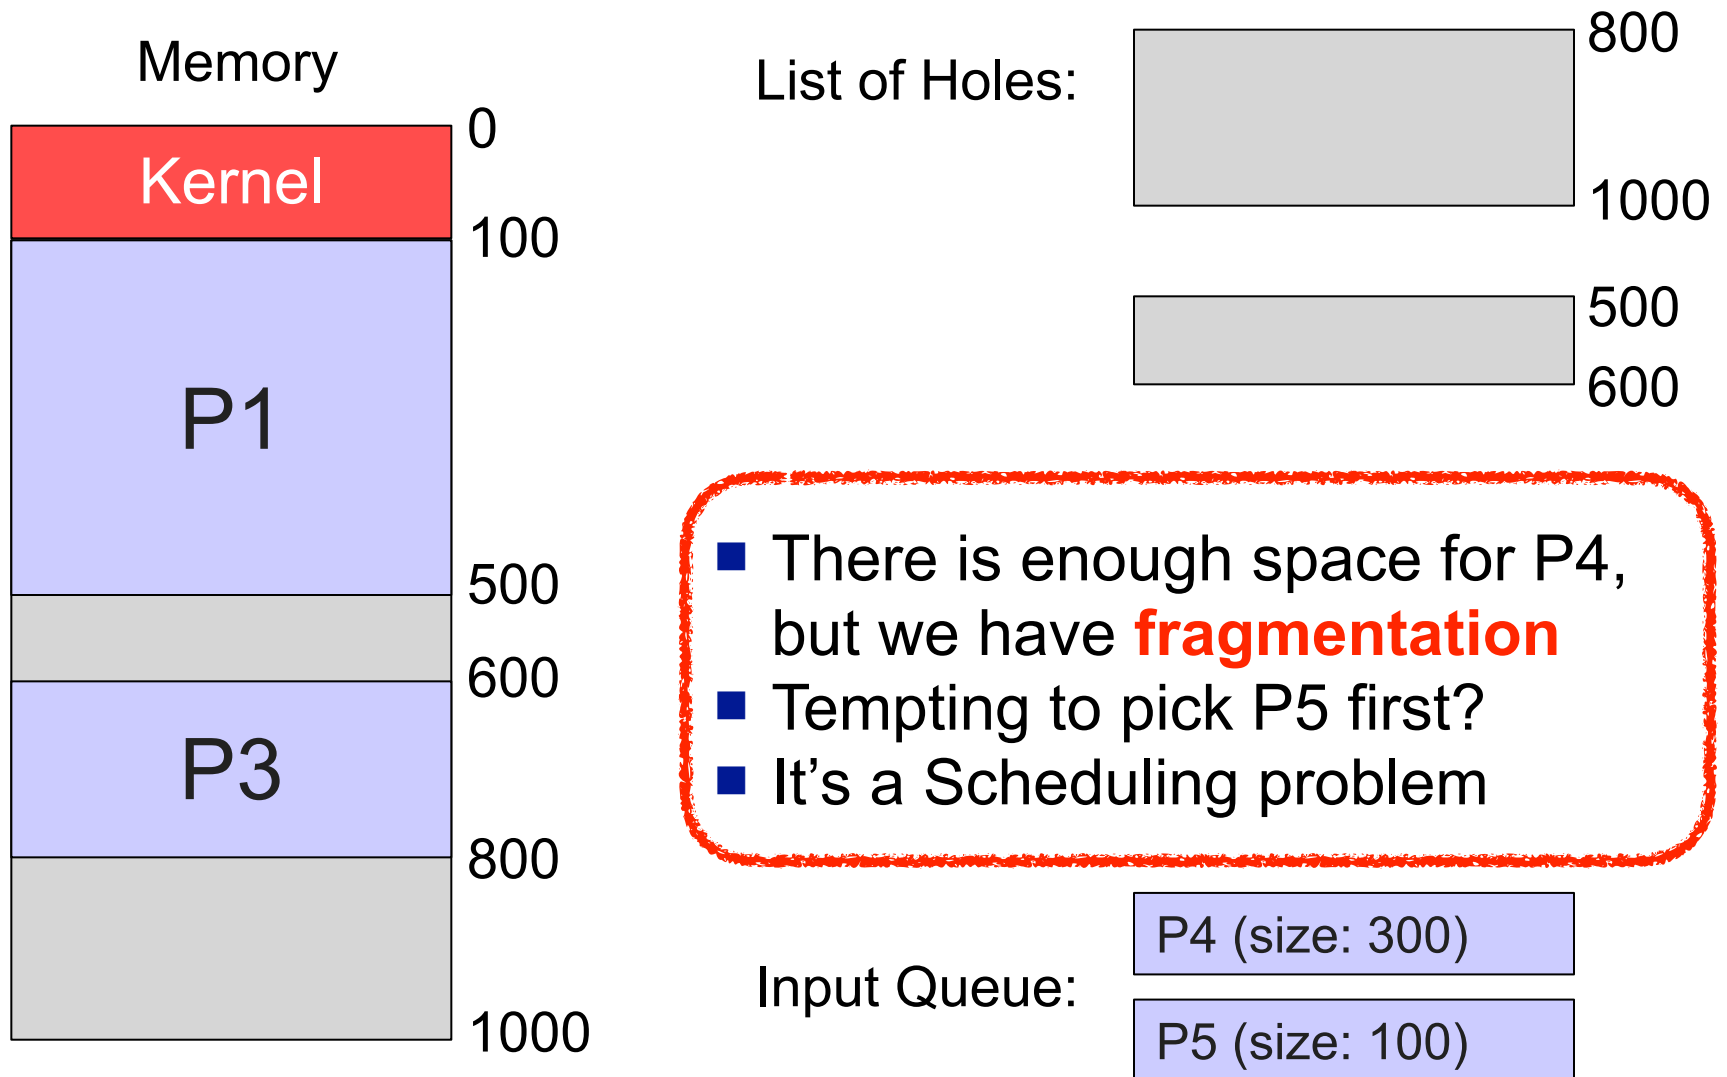 Memory
0
Kernel
100
P1
500
600
P3
800
1000
List of Holes:
800
1000
500
600
■ There is enough space for P4,
but we have fragmentation
■ Tempting to pick P5 first?
■ It’s a Scheduling problem
Input Queue:
P4 (size: 300)
P5 (size: 100)